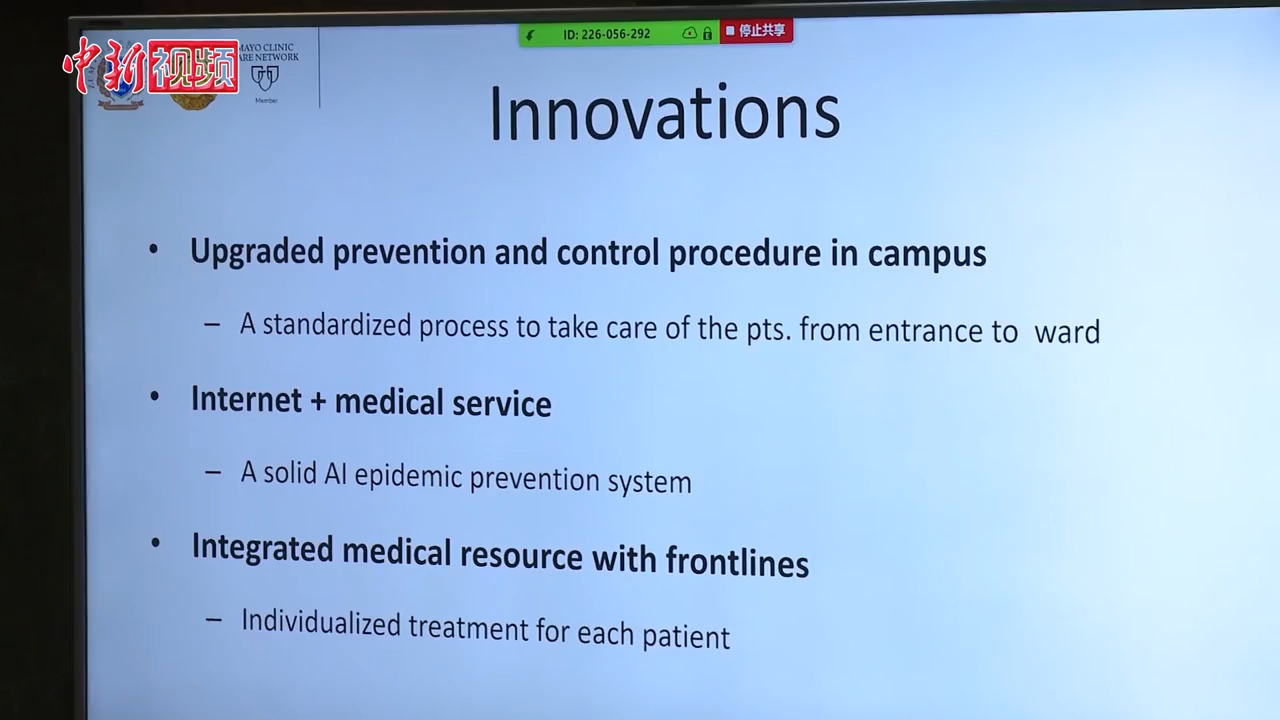 ID: 226-056-292
停止共享
中新视频
MAYO CLINIC
ARE NETWORK
Member
Innovations
• Upgraded prevention and control procedure in campus
– A standardized process to take care of the pts. from entrance to ward
• Internet + medical service
– A solid AI epidemic prevention system
• Integrated medical resource with frontlines
– Individualized treatment for each patient